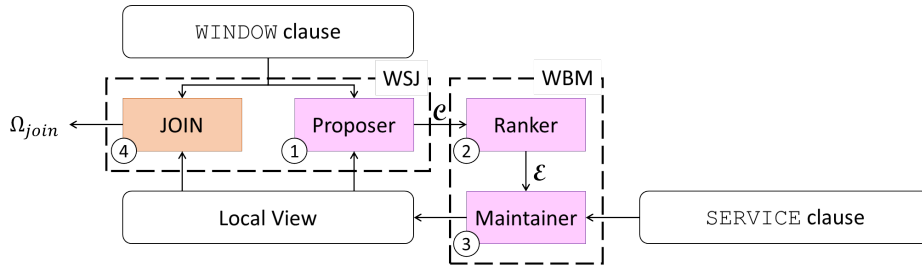 WINDOW clause
WSJ
WBM
Ω_join
JOIN
4
Proposer
1
𝒞
Ranker
2
ℰ
Local View
Maintainer
3
SERVICE clause